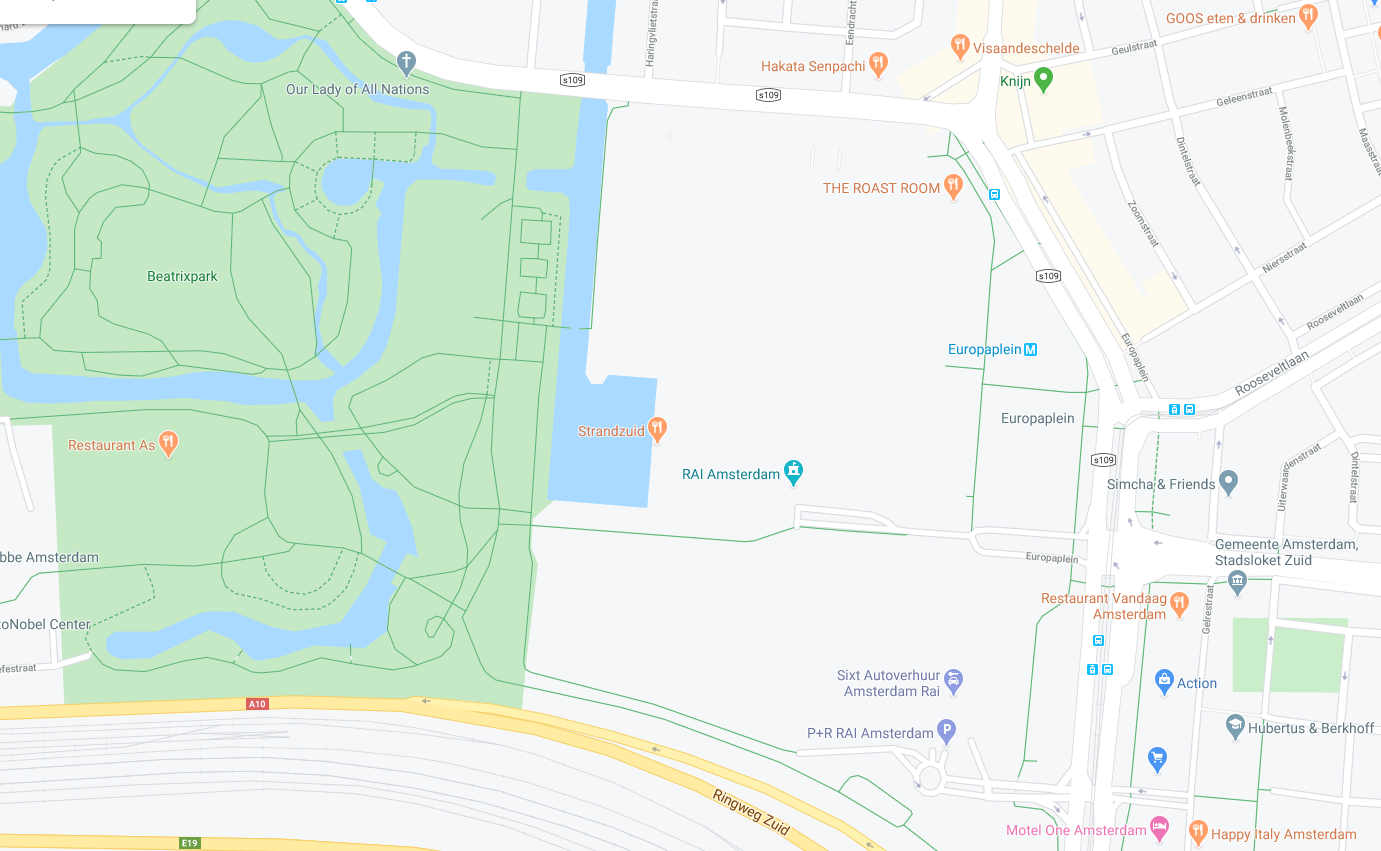 GOOS eten & drinken
Haringvlietstraat
Eendracht
Visaandeschelde
Geulstraat
Hakata Senpachi
Knijn
Our Lady of All Nations
s109
s109
Geleenstraat
Molenbeekstraat
Maasstraat
Dintelstraat
THE ROAST ROOM
Zoomstraat
Niersstraat
Beatrixpark
s109
Rooseveltlaan
Europaplein
Europaplein
M
Rooseveltlaan
Europaplein
Strandzuid
Restaurant As
s109
RAI Amsterdam
Simcha & Friends
Uiterwaardenstraat
Dintelstraat
bbe Amsterdam
Europaplein
Gemeente Amsterdam,
Stadsloket Zuid
Restaurant Vandaag
Amsterdam
Gelrestraat
oNobel Center
efestraat
Sixt Autoverhuur
Amsterdam Rai
Action
A10
P+R RAI Amsterdam
P
Hubertus & Berkhoff
Ringweg Zuid
Motel One Amsterdam
Happy Italy Amsterdam
E19